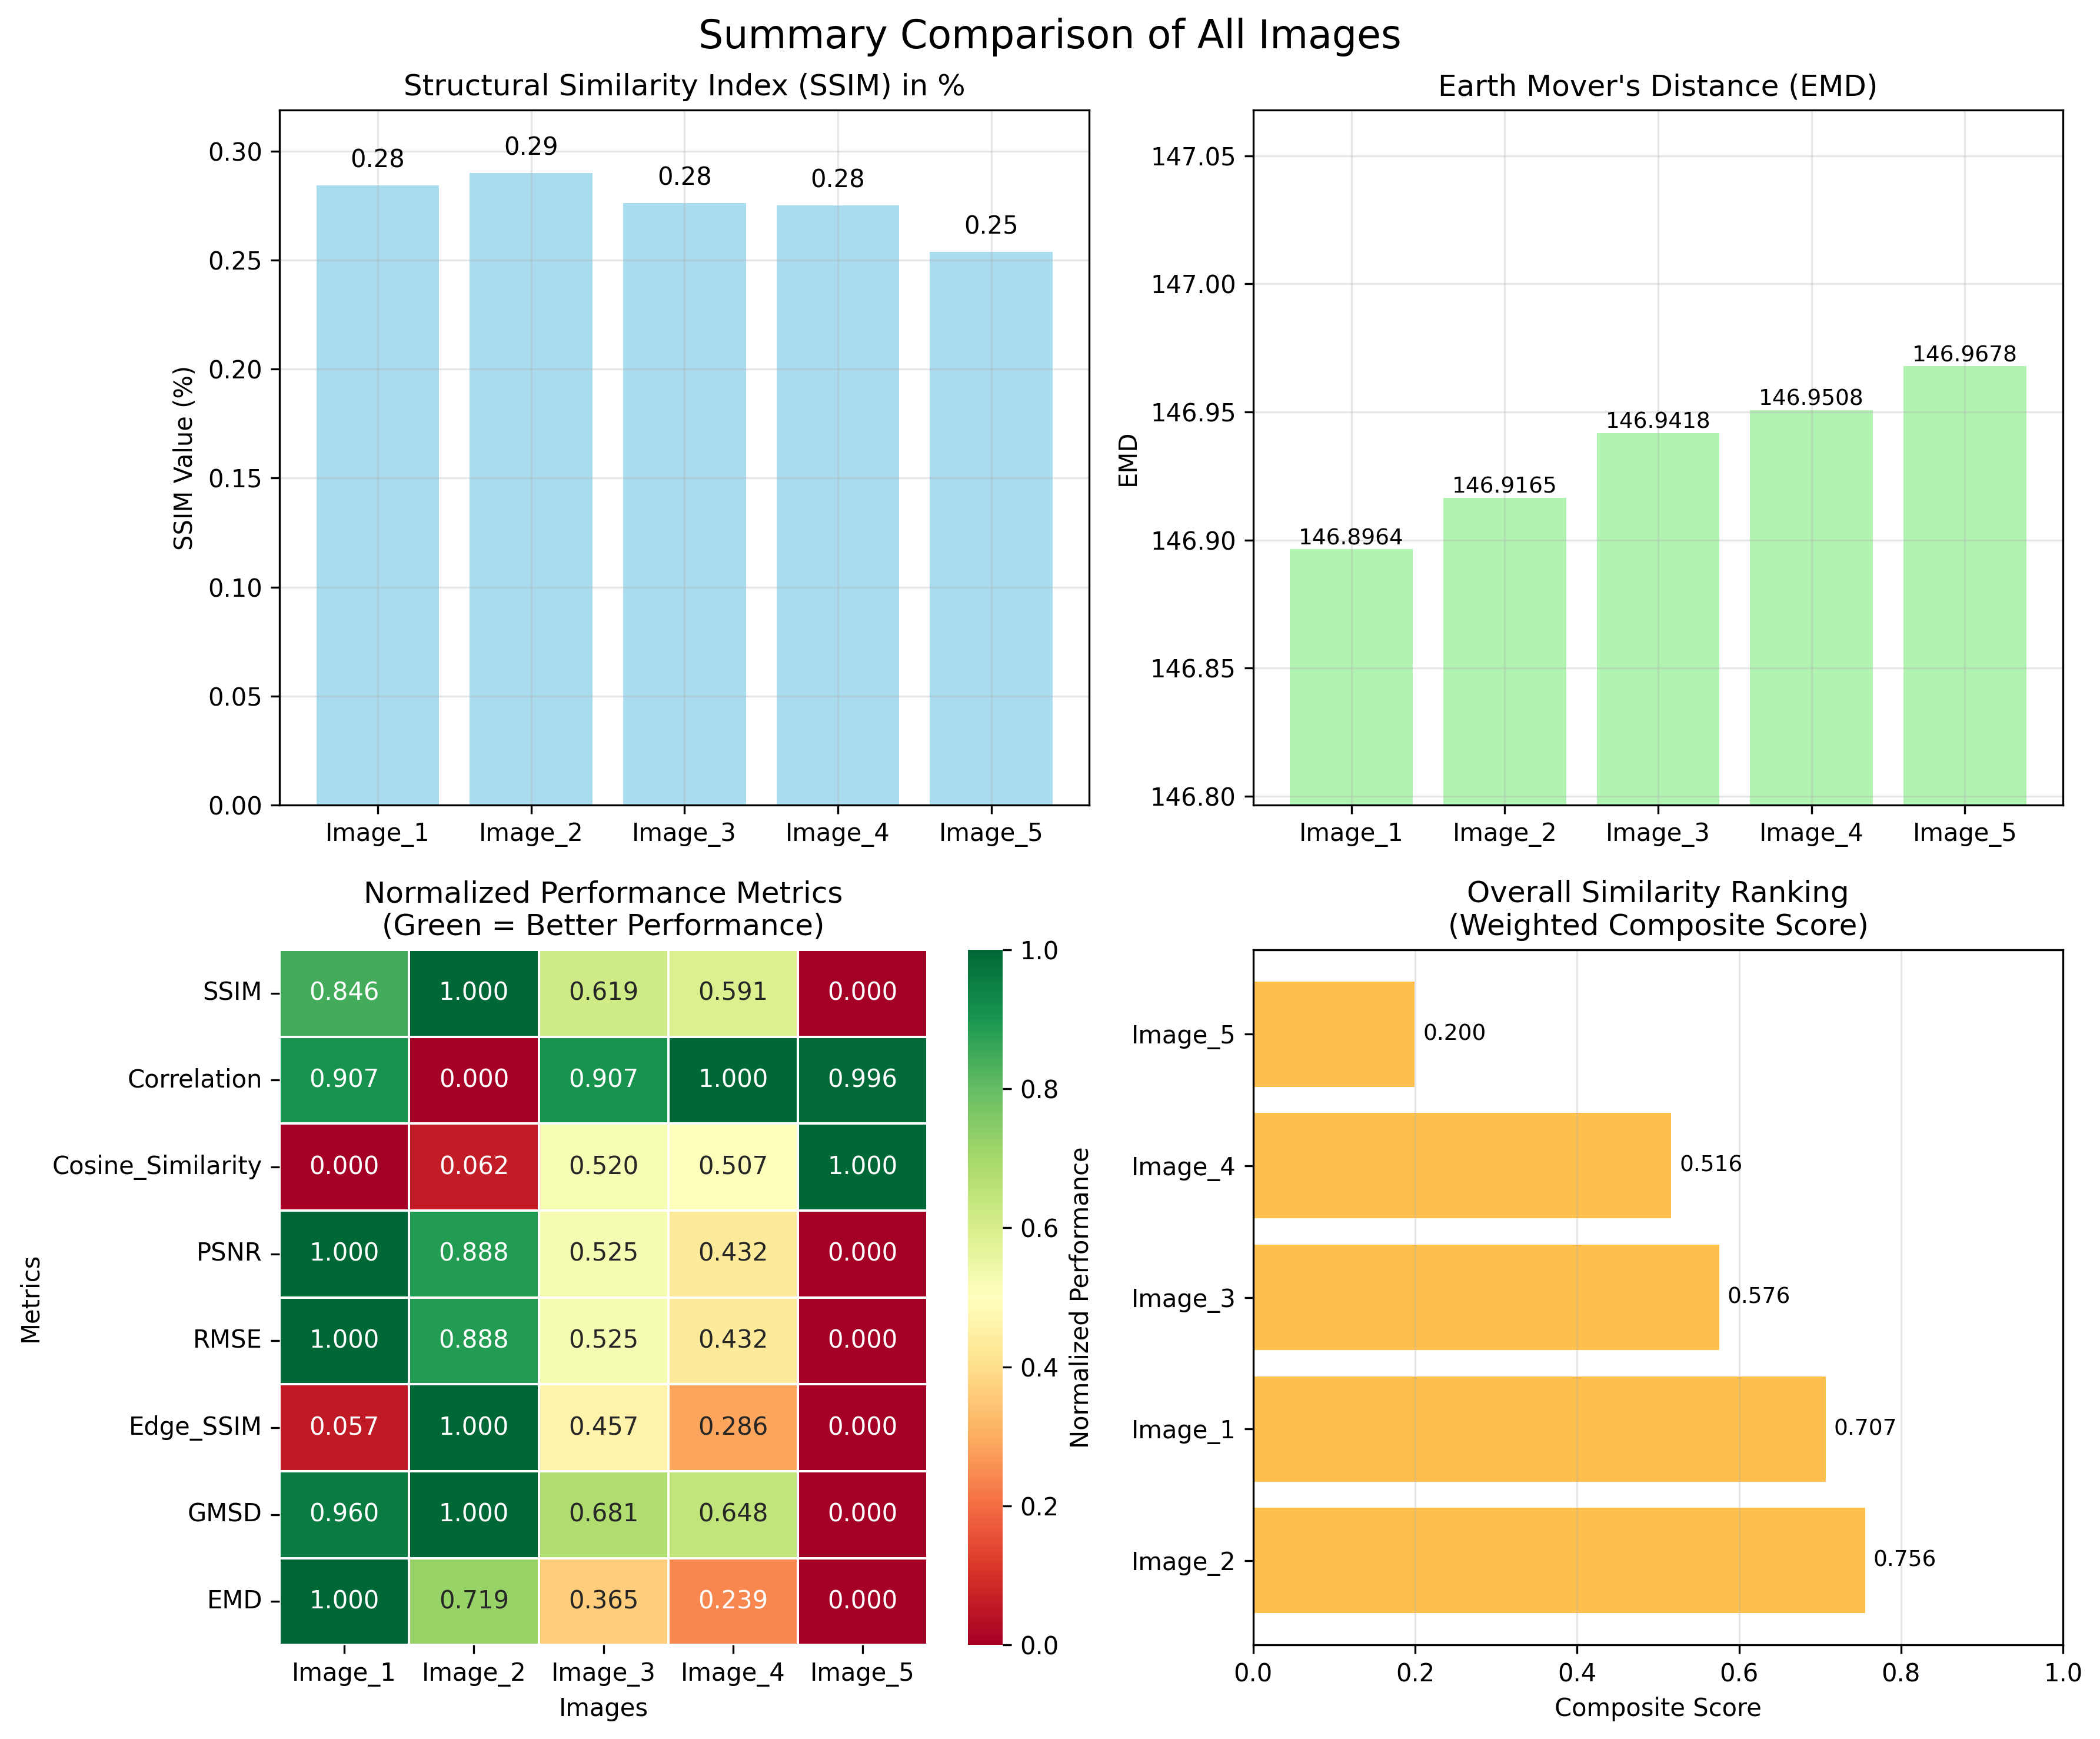 Summary Comparison of All Images
Structural Similarity Index (SSIM) in %
SSIM Value (%)
0.30
0.25
0.20
0.15
0.10
0.05
0.00
0.28
0.29
0.28
0.28
0.25
Image_1 Image_2 Image_3 Image_4 Image_5
Earth Mover's Distance (EMD)
EMD
147.05
147.00
146.95
146.90
146.85
146.80
146.8964
146.9165
146.9418
146.9508
146.9678
Image_1 Image_2 Image_3 Image_4 Image_5
Normalized Performance Metrics
(Green = Better Performance)
Metrics
SSIM 0.846 1.000 0.619 0.591 0.000
Correlation 0.907 0.000 0.907 1.000 0.996
Cosine_Similarity 0.000 0.062 0.520 0.507 1.000
PSNR 1.000 0.888 0.525 0.432 0.000
RMSE 1.000 0.888 0.525 0.432 0.000
Edge_SSIM 0.057 1.000 0.457 0.286 0.000
GMSD 0.960 1.000 0.681 0.648 0.000
EMD 1.000 0.719 0.365 0.239 0.000
Image_1 Image_2 Image_3 Image_4 Image_5
Images
1.0
0.8
0.6
0.4
0.2
0.0
Normalized Performance
Overall Similarity Ranking
(Weighted Composite Score)
Image_5 0.200
Image_4 0.516
Image_3 0.576
Image_1 0.707
Image_2 0.756
0.0 0.2 0.4 0.6 0.8 1.0
Composite Score